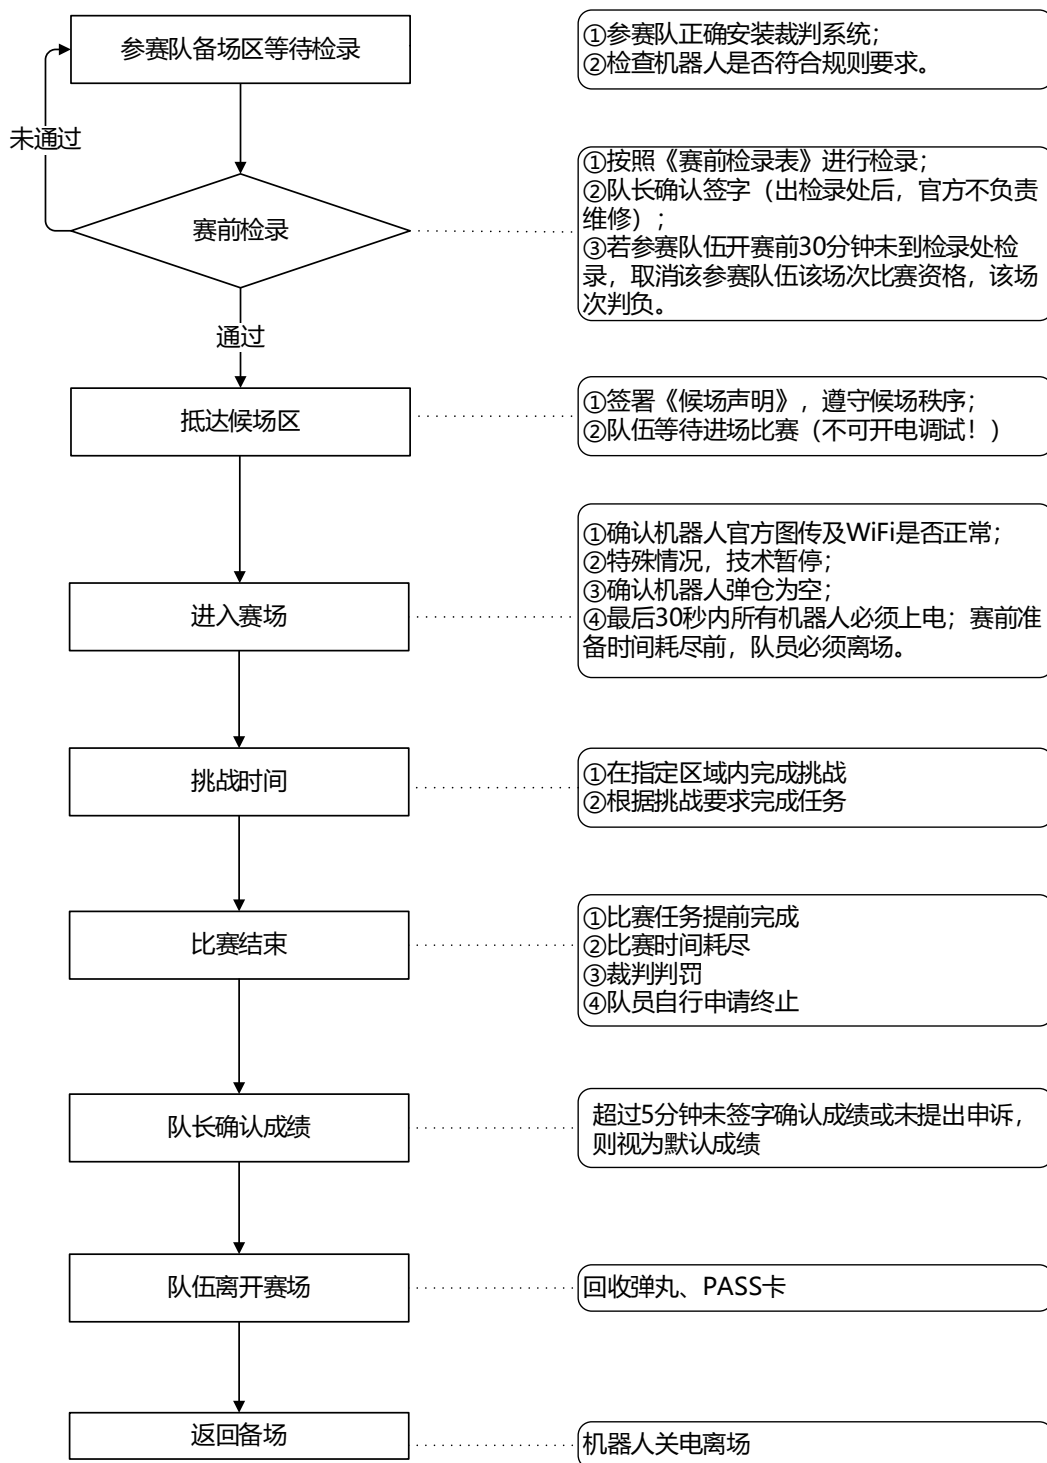 参赛队备场区等待检录
①参赛队正确安装裁判系统；
②检查机器人是否符合规则要求。
未通过
赛前检录
①按照《赛前检录表》进行检录；
②队长确认签字（出检录处后，官方不负责
维修）；
③若参赛队伍开赛前30分钟未到检录处检
录，取消该参赛队伍该场次比赛资格，该场
次判负。
通过
抵达候场区
①签署《候场声明》，遵守候场秩序；
②队伍等待进场比赛（不可开电调试！）
进入赛场
①确认机器人官方图传及WiFi是否正常；
②特殊情况，技术暂停；
③确认机器人弹仓为空；
④最后30秒内所有机器人必须上电；赛前准
备时间耗尽前，队员必须离场。
挑战时间
①在指定区域内完成挑战
②根据挑战要求完成任务
比赛结束
①比赛任务提前完成
②比赛时间耗尽
③裁判判罚
④队员自行申请终止
队长确认成绩
超过5分钟未签字确认成绩或未提出申诉，
则视为默认成绩
队伍离开赛场
回收弹丸、PASS卡
返回备场
机器人关电离场